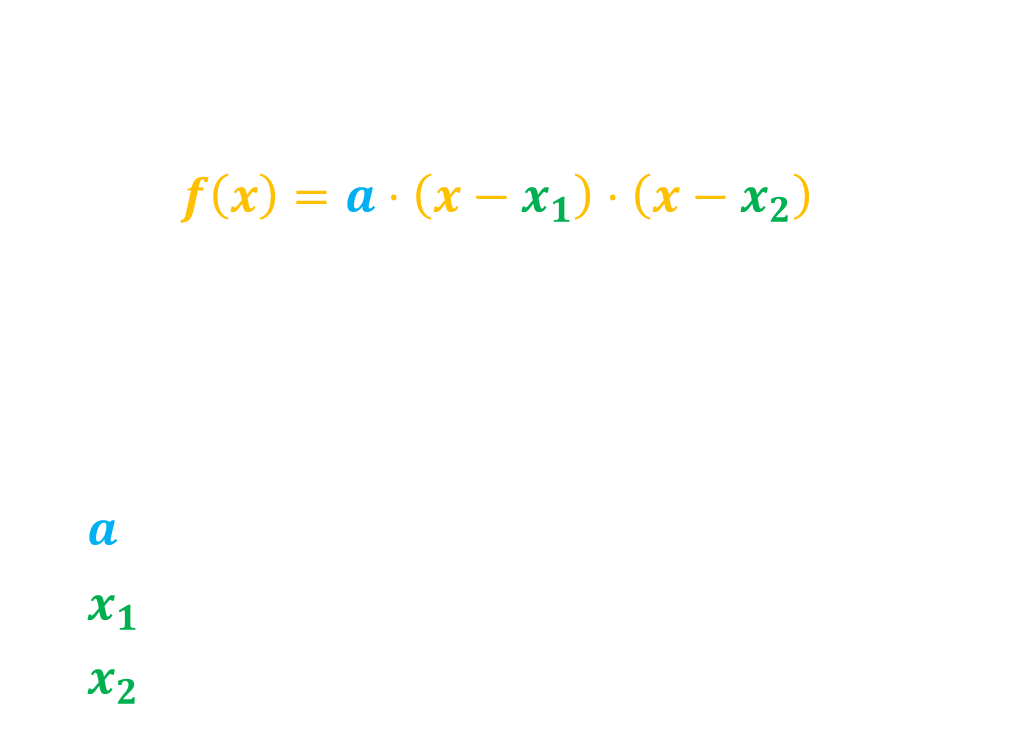 f(x) = a · (x − x₁) · (x − x₂)
a
x₁
x₂